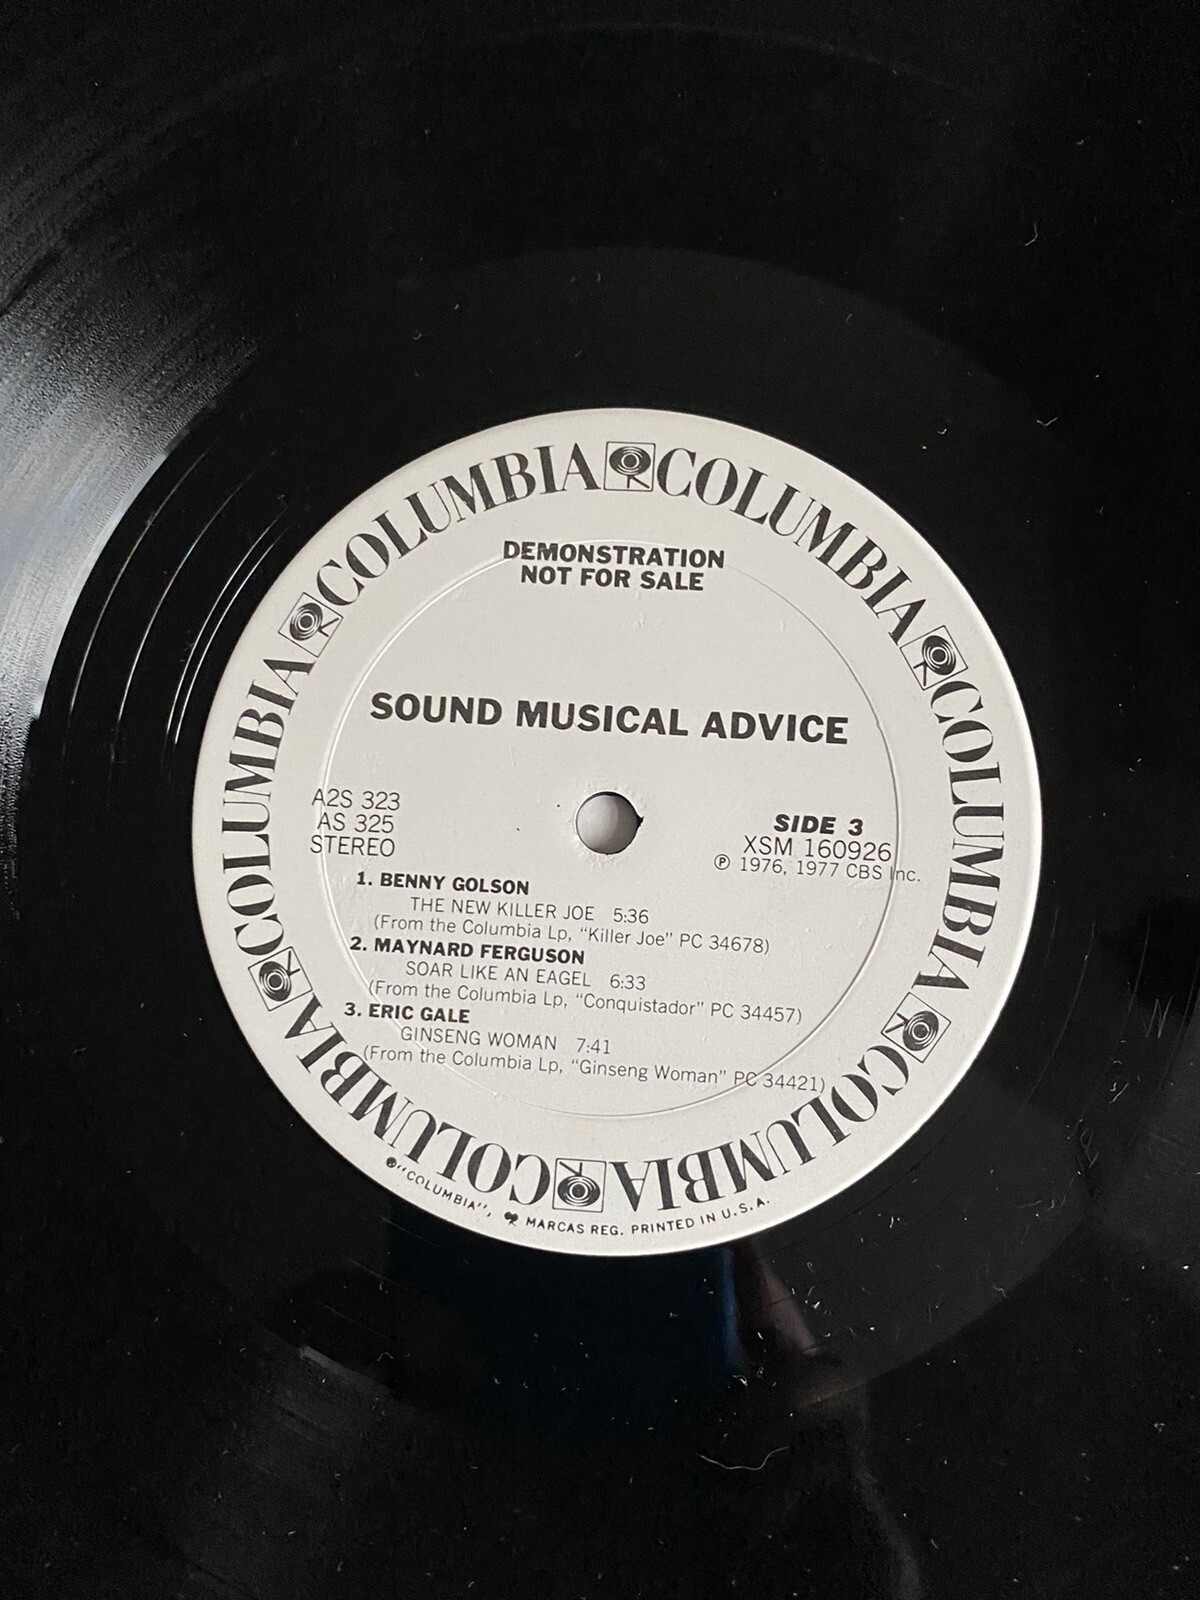 COLUMBIA COLUMBIA COLUMBIA COLUMBIA COLUMBIA COLUMBIA COLUMBIA COLUMBIA
DEMONSTRATION
NOT FOR SALE
SOUND MUSICAL ADVICE
A2S 323
AS 325
STEREO
SIDE 3
XSM 160926
℗ 1976, 1977 CBS Inc.
1. BENNY GOLSON
THE NEW KILLER JOE 5:36
(From the Columbia Lp, "Killer Joe" PC 34678)
2. MAYNARD FERGUSON
SOAR LIKE AN EAGEL 6:33
(From the Columbia Lp, "Conquistador" PC 34457)
3. ERIC GALE
GINSENG WOMAN 7:41
(From the Columbia Lp, "Ginseng Woman" PC 34421)
®"COLUMBIA", MARCAS REG. PRINTED IN U.S.A.